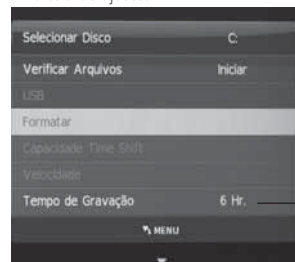 Selecionar Disco C:
Verificar Arquivos Iniciar
USB
Formatar
Capacidade Time Shift
Velocidade
Tempo de Gravação 6 Hr.
MENU